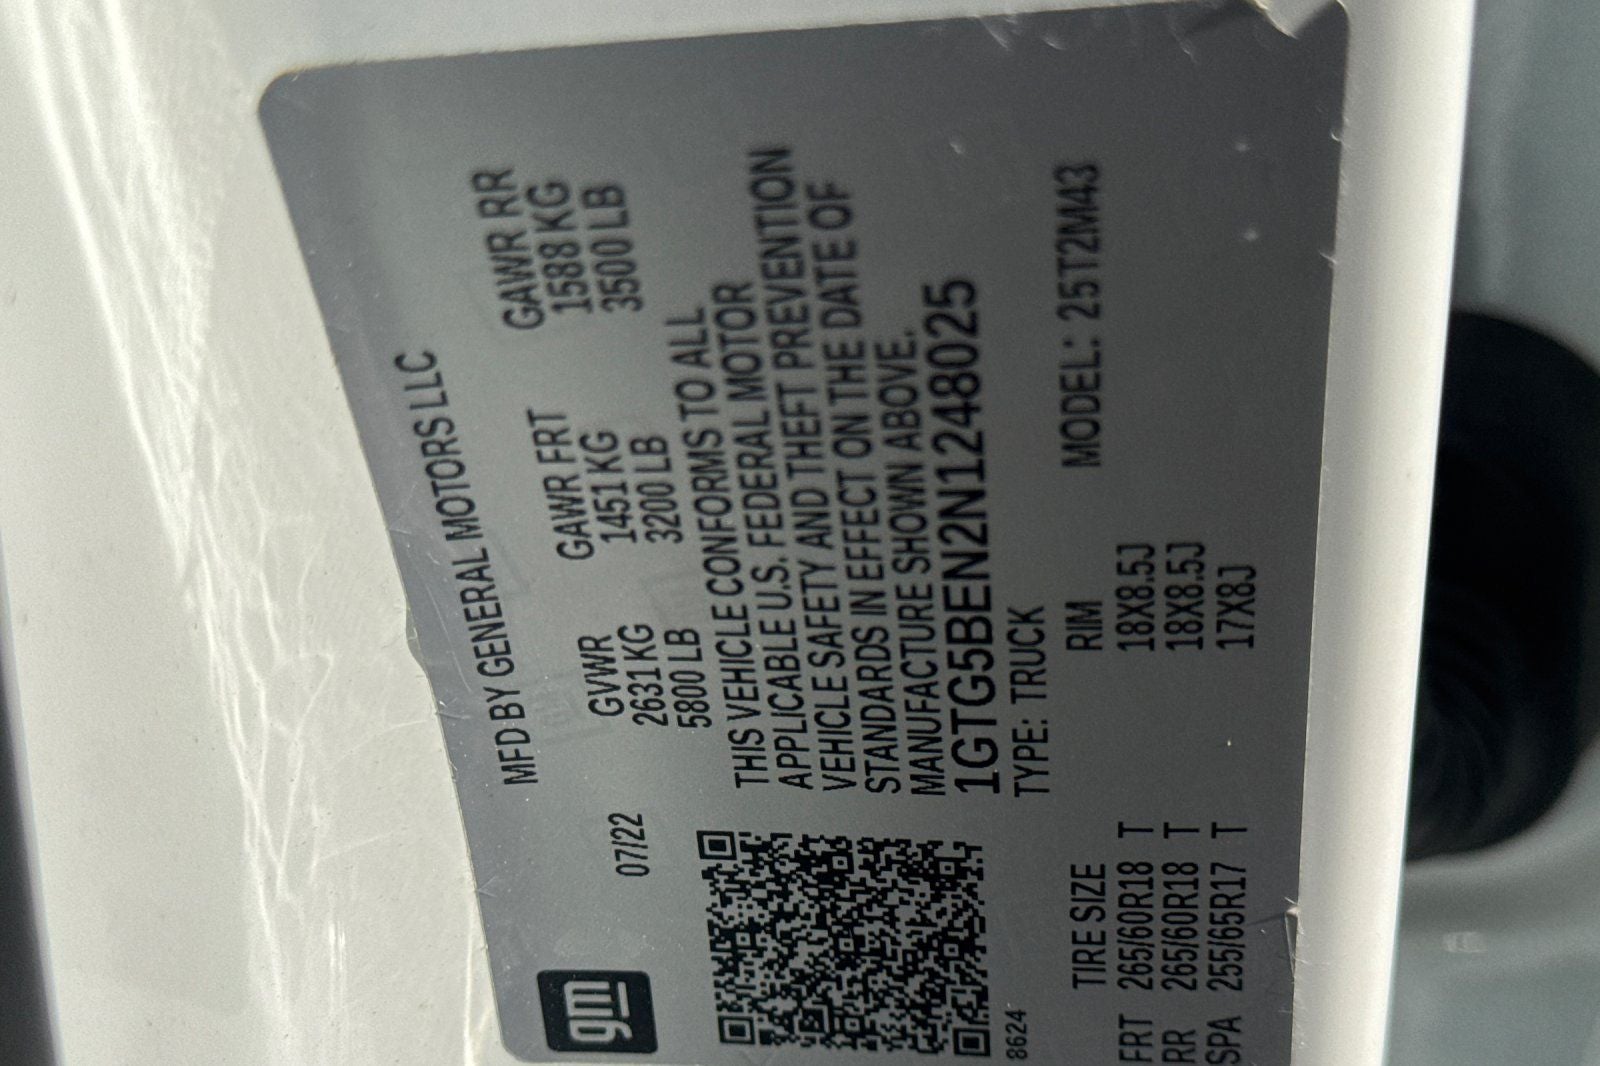 gm
MFD BY GENERAL MOTORS LLC
07/22
GVWR GAWR FRT GAWR RR
2631 KG 1451 KG 1588 KG
5800 LB 3200 LB 3500 LB
THIS VEHICLE CONFORMS TO ALL
APPLICABLE U.S. FEDERAL MOTOR
VEHICLE SAFETY AND THEFT PREVENTION
STANDARDS IN EFFECT ON THE DATE OF
MANUFACTURE SHOWN ABOVE.
1GTG5BEN2N1248025
8624
TYPE: TRUCK MODEL: 25T2M43
TIRE SIZE RIM
FRT 265/60R18 T 18X8.5J
RR 265/60R18 T 18X8.5J
SPA 255/65R17 T 17X8J